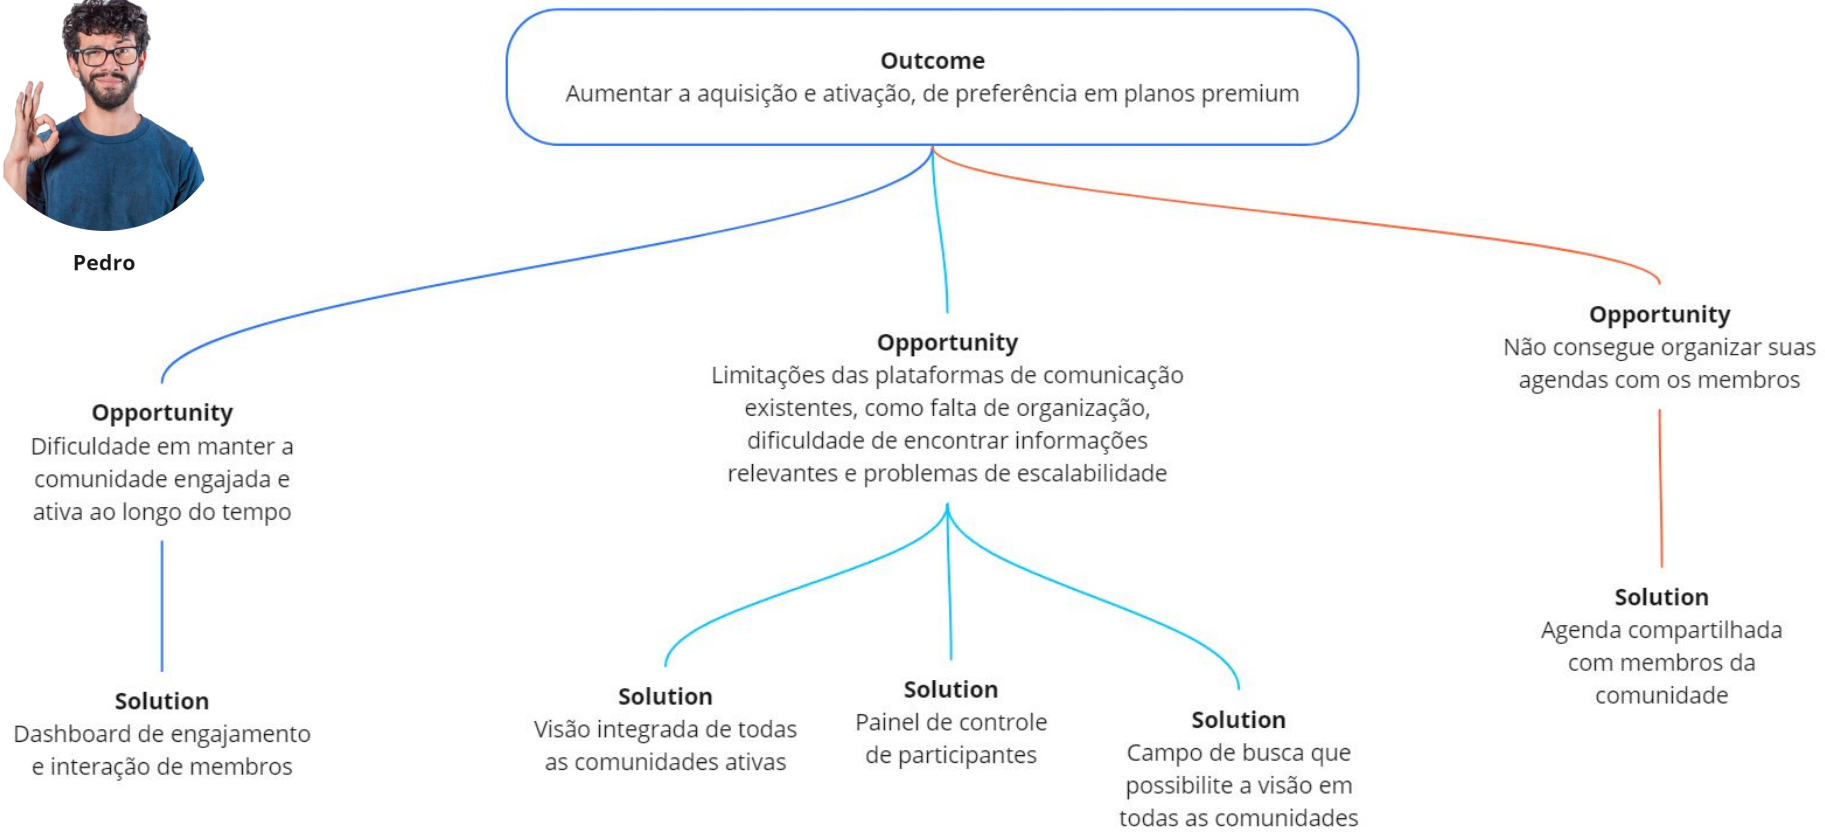 Outcome
Aumentar a aquisição e ativação, de preferência em planos premium
Pedro
Opportunity
Dificuldade em manter a
comunidade engajada e
ativa ao longo do tempo
Solution
Dashboard de engajamento
e interação de membros
Opportunity
Limitações das plataformas de comunicação
existentes, como falta de organização,
dificuldade de encontrar informações
relevantes e problemas de escalabilidade
Solution
Visão integrada de todas
as comunidades ativas
Solution
Painel de controle
de participantes
Solution
Campo de busca que
possibilite a visão em
todas as comunidades
Opportunity
Não consegue organizar suas
agendas com os membros
Solution
Agenda compartilhada
com membros da
comunidade